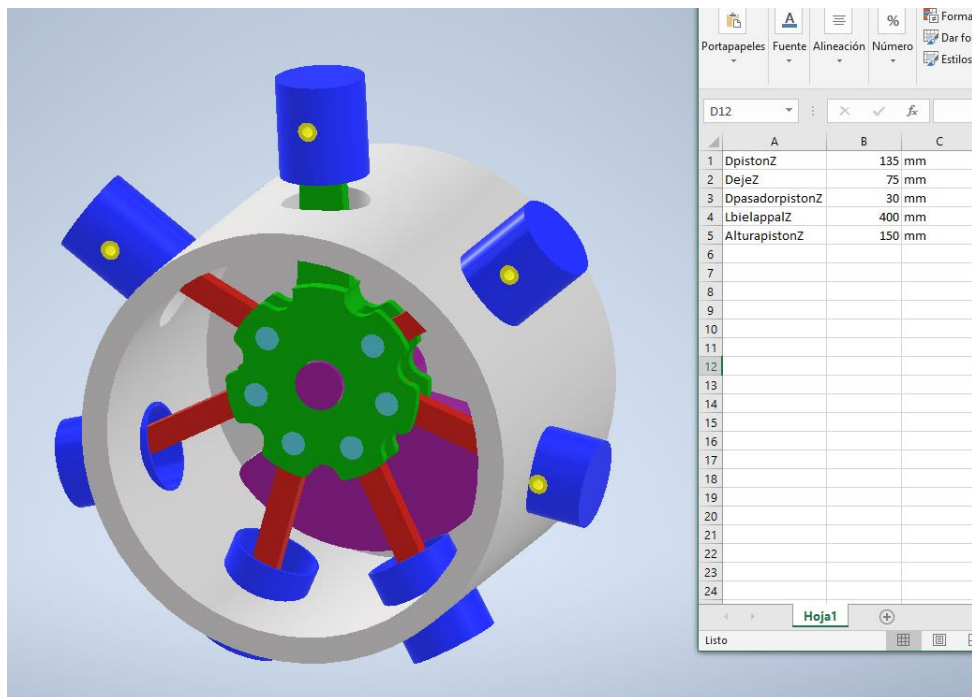 A % Forma
Dar fo
Portapapeles Fuente Alineación Número Estilos
D12 fx
A B C
1 DpistonZ 135 mm
2 DejeZ 75 mm
3 DpasadorpistonZ 30 mm
4 LbielappalZ 400 mm
5 AlturapistonZ 150 mm
6
7
8
9
10
11
12
13
14
15
16
17
18
19
20
21
22
23
24
Hoja1
Listo